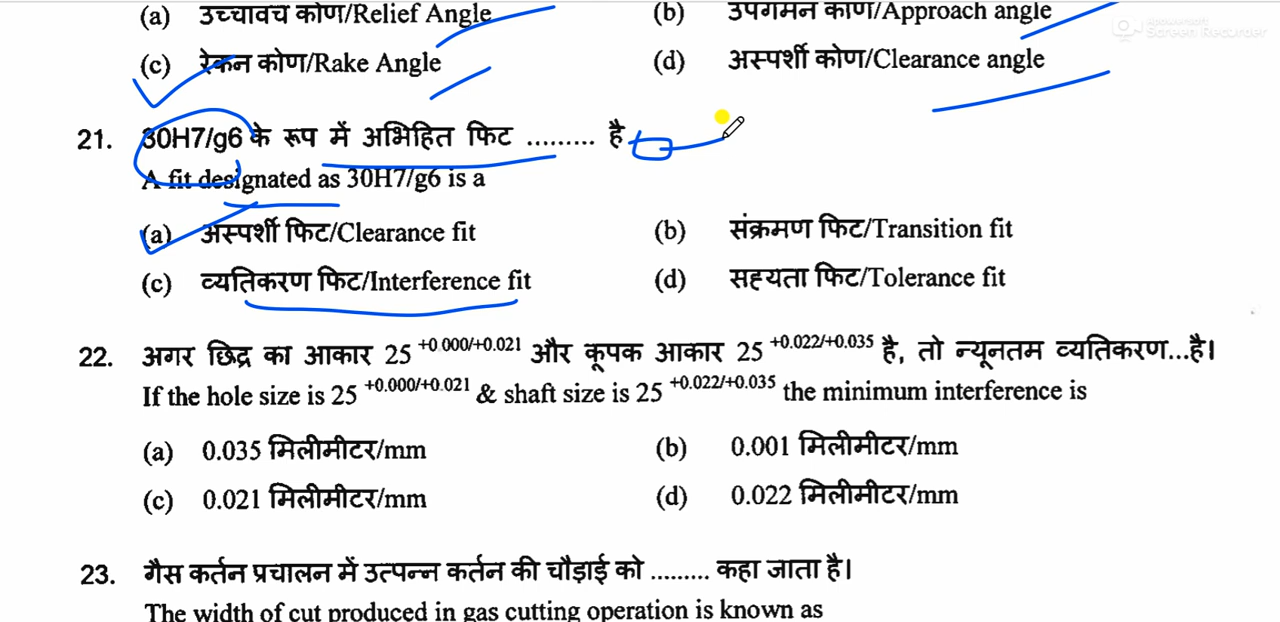 (a) उच्चावच कोण/Relief Angle (b) उपगमन कोण/Approach angle
(c) रेकन कोण/Rake Angle (d) अस्पर्शी कोण/Clearance angle
Apowersoft
Screen Recorder
21. 30H7/g6 के रूप में अभिहित फिट ......... है
A fit designated as 30H7/g6 is a
(a) अस्पर्शी फिट/Clearance fit (b) संक्रमण फिट/Transition fit
(c) व्यतिकरण फिट/Interference fit (d) सह्यता फिट/Tolerance fit
22. अगर छिद्र का आकार 25 +0 000/+0.021 और कूपक आकार 25 +0.022/+0.035 है, तो न्यूनतम व्यतिकरण...है।
If the hole size is 25 +0.000/+0.021 & shaft size is 25 +0.022/+0.035 the minimum interference is
(a) 0.035 मिलीमीटर/mm (b) 0.001 मिलीमीटर/mm
(c) 0.021 मिलीमीटर/mm (d) 0.022 मिलीमीटर/mm
23. गैस कर्तन प्रचालन में उत्पन्न कर्तन की चौड़ाई को ......... कहा जाता है।
The width of cut produced in gas cutting operation is known as